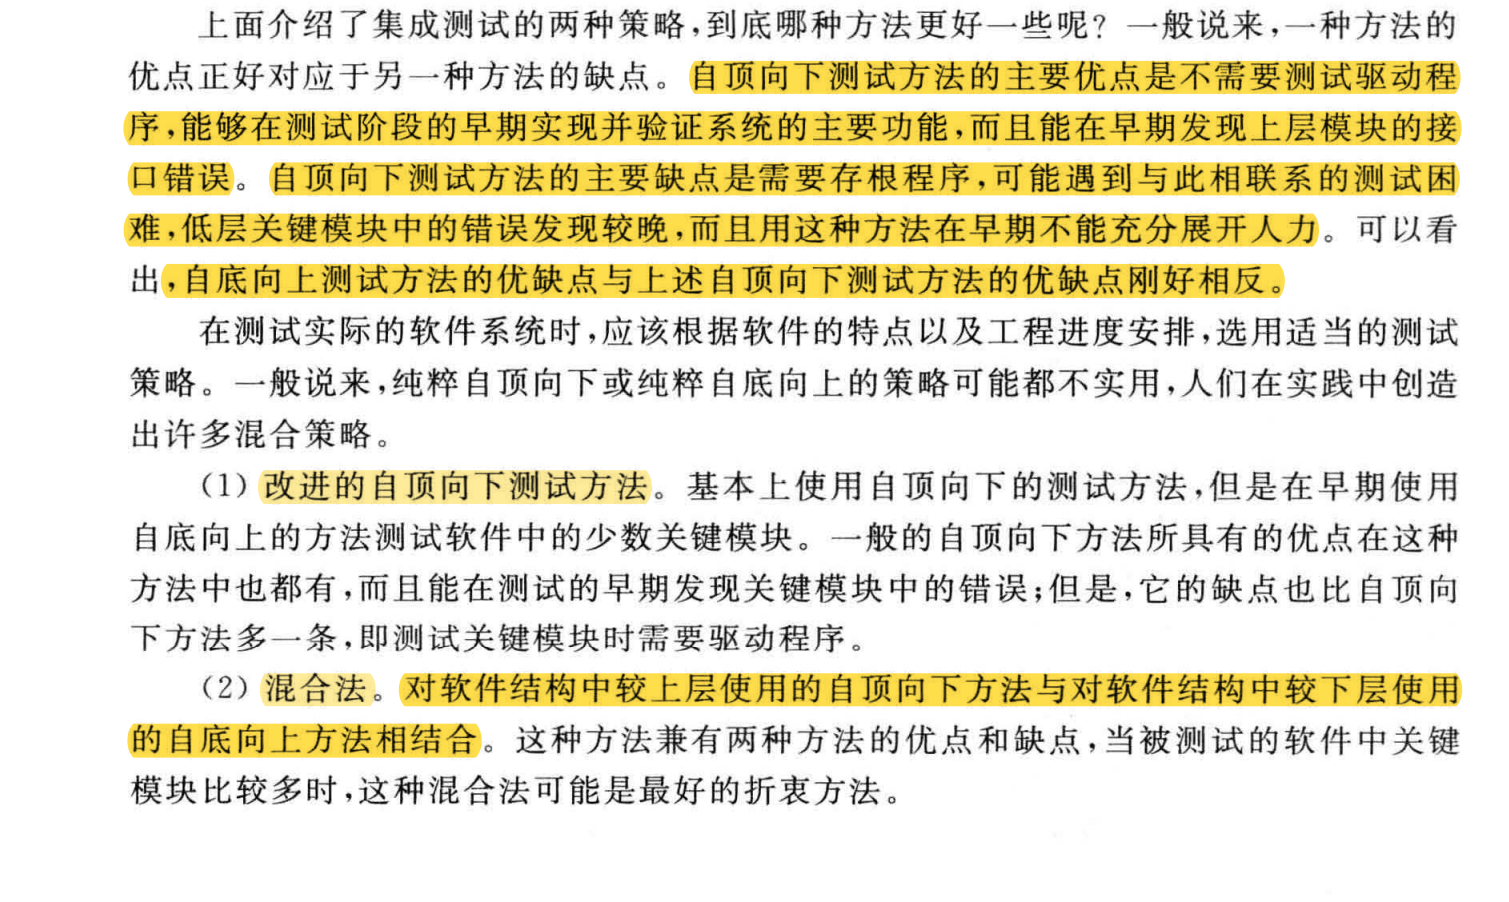 上面介绍了集成测试的两种策略,到底哪种方法更好一些呢? 一般说来,一种方法的
优点正好对应于另一种方法的缺点。自顶向下测试方法的主要优点是不需要测试驱动程
序,能够在测试阶段的早期实现并验证系统的主要功能,而且能在早期发现上层模块的接
口错误。自顶向下测试方法的主要缺点是需要存根程序,可能遇到与此相联系的测试困
难,低层关键模块中的错误发现较晚,而且用这种方法在早期不能充分展开人力。可以看
出,自底向上测试方法的优缺点与上述自顶向下测试方法的优缺点刚好相反。
在测试实际的软件系统时,应该根据软件的特点以及工程进度安排,选用适当的测试
策略。一般说来,纯粹自顶向下或纯粹自底向上的策略可能都不实用,人们在实践中创造
出许多混合策略。
(1) 改进的自顶向下测试方法。基本上使用自顶向下的测试方法,但是在早期使用
自底向上的方法测试软件中的少数关键模块。一般的自顶向下方法所具有的优点在这种
方法中也都有,而且能在测试的早期发现关键模块中的错误;但是,它的缺点也比自顶向
下方法多一条,即测试关键模块时需要驱动程序。
(2) 混合法。对软件结构中较上层使用的自顶向下方法与对软件结构中较下层使用
的自底向上方法相结合。这种方法兼有两种方法的优点和缺点,当被测试的软件中关键
模块比较多时,这种混合法可能是最好的折衷方法。